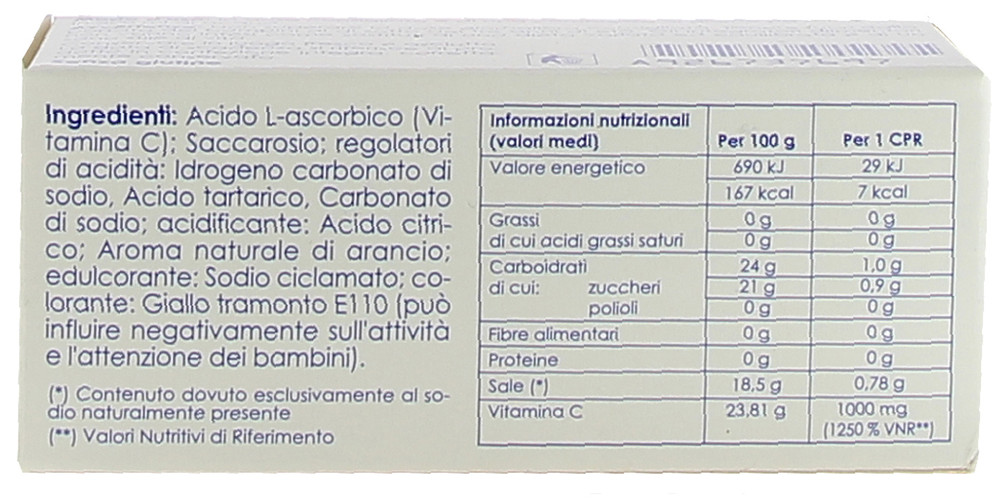 senza glutine
A926737697
Ingredienti: Acido L-ascorbico (Vi-
tamina C); Saccarosio; regolatori
di acidità: Idrogeno carbonato di
sodio, Acido tartarico, Carbonato
di sodio; acidificante: Acido citri-
co; Aroma naturale di arancio;
edulcorante: Sodio ciclamato; co-
lorante: Giallo tramonto E110 (può
influire negativamente sull'attività
e l'attenzione dei bambini).
(*) Contenuto dovuto esclusivamente al so-
dio naturalmente presente
(**) Valori Nutritivi di Riferimento
Informazioni nutrizionali
(valori medi) Per 100 g Per 1 CPR
Valore energetico 690 kJ 29 kJ
167 kcal 7 kcal
Grassi 0 g 0 g
di cui acidi grassi saturi 0 g 0 g
Carboidrati 24 g 1,0 g
di cui: zuccheri 21 g 0,9 g
polioli 0 g 0 g
Fibre alimentari 0 g 0 g
Proteine 0 g 0 g
Sale (*) 18,5 g 0,78 g
Vitamina C 23,81 g 1000 mg
(1250 % VNR**)